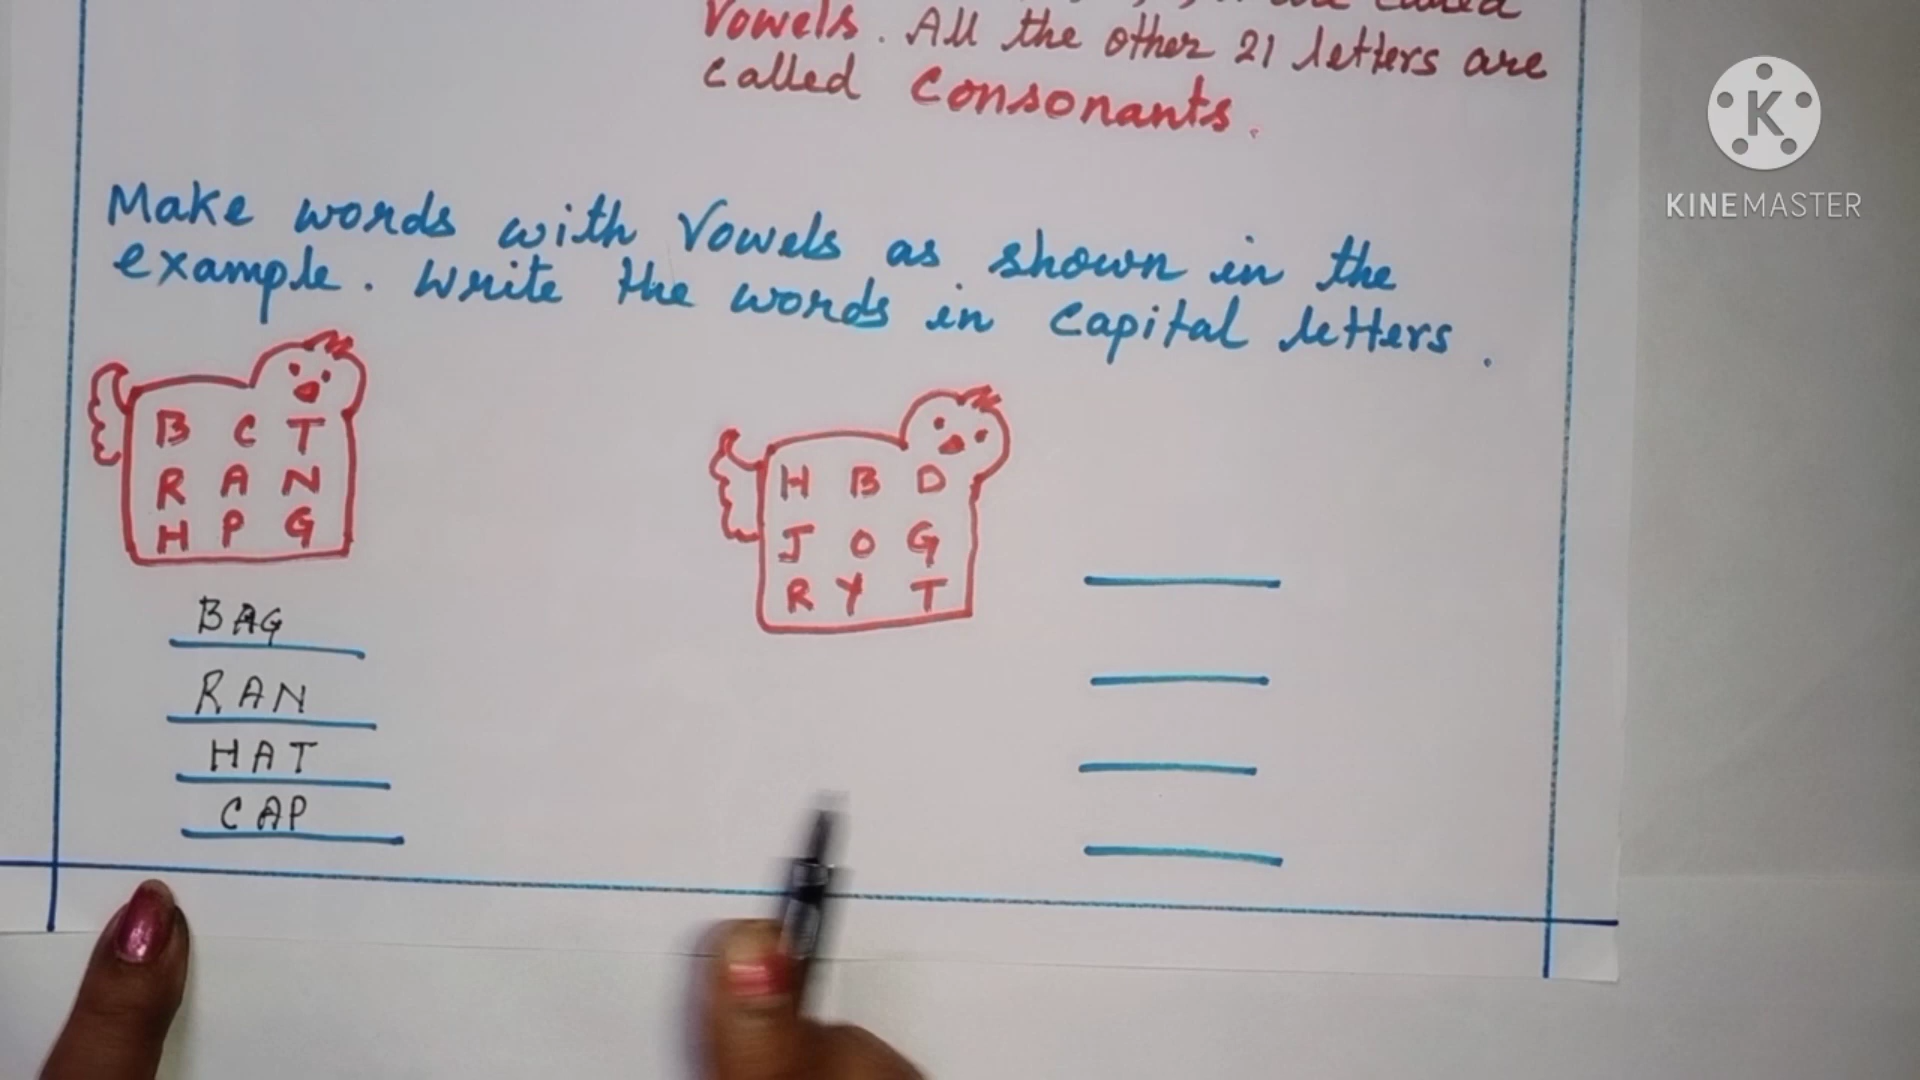 called
Vowels. All the other 21 letters are
called Consonants.
Make words with Vowels as shown in the
example. Write the words in Capital letters.
B C T
R A N
H P G
BAG
RAN
HAT
CAP
H B D
J O G
R Y T
K
KINEMASTER